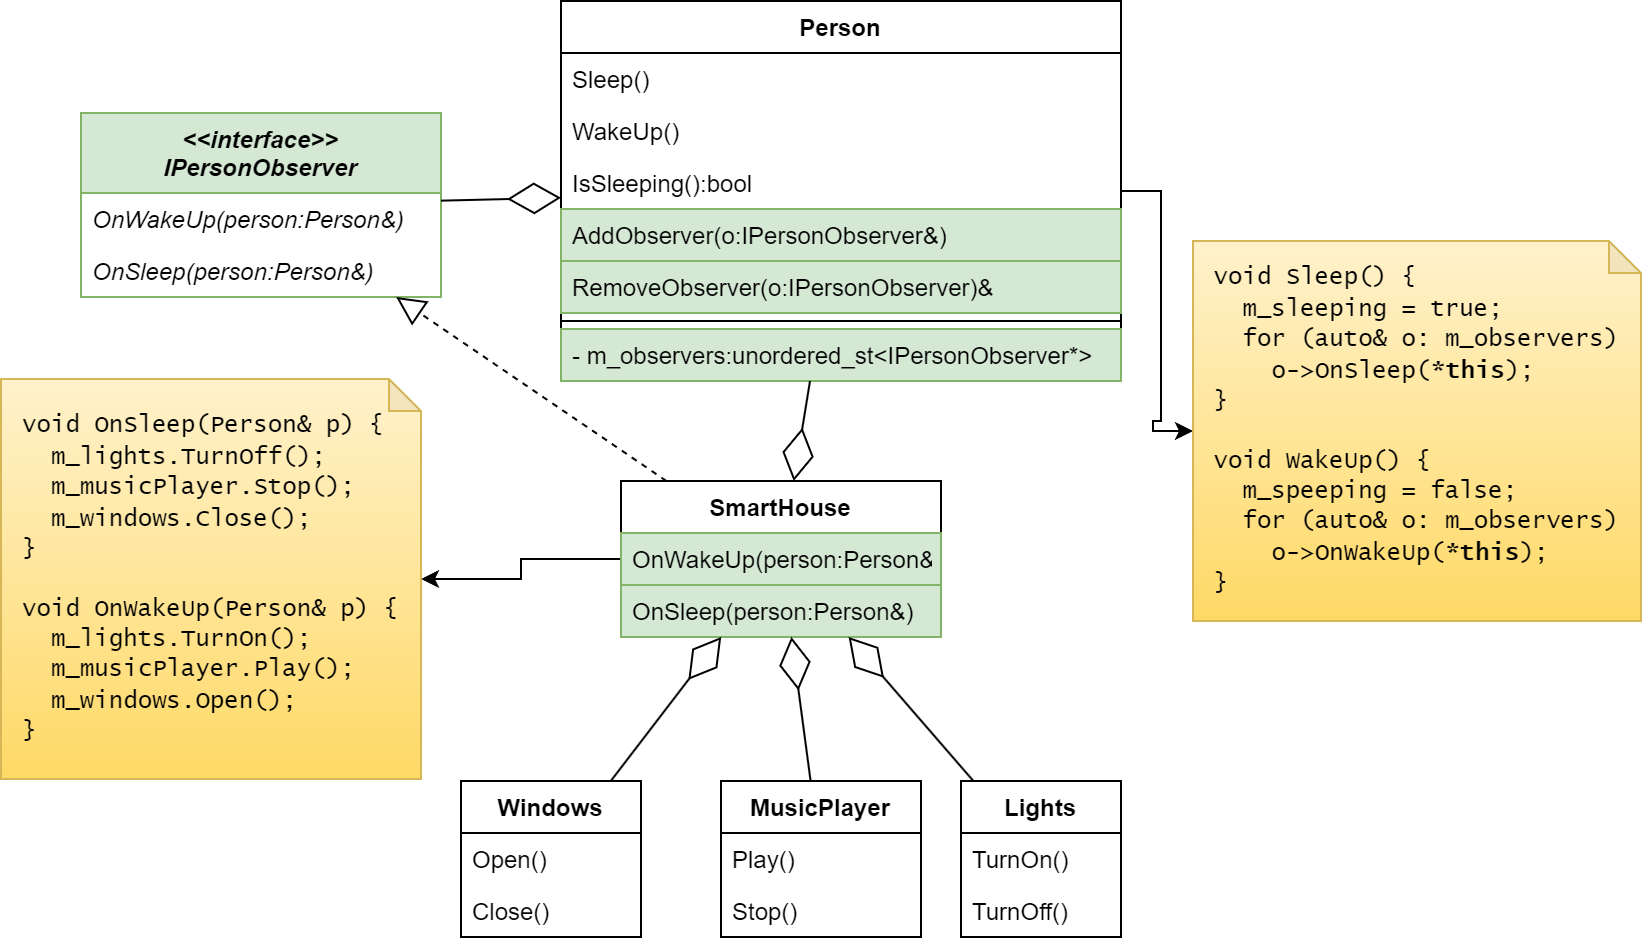 Person
Sleep()
WakeUp()
IsSleeping():bool
AddObserver(o:IPersonObserver&)
RemoveObserver(o:IPersonObserver)&
- m_observers:unordered_st<IPersonObserver*>
<<interface>>
IPersonObserver
OnWakeUp(person:Person&)
OnSleep(person:Person&)
void Sleep() {
  m_sleeping = true;
  for (auto& o: m_observers)
    o->OnSleep(*this);
}

void WakeUp() {
  m_speeping = false;
  for (auto& o: m_observers)
    o->OnWakeUp(*this);
}
void OnSleep(Person& p) {
  m_lights.TurnOff();
  m_musicPlayer.Stop();
  m_windows.Close();
}

void OnWakeUp(Person& p) {
  m_lights.TurnOn();
  m_musicPlayer.Play();
  m_windows.Open();
}
SmartHouse
OnWakeUp(person:Person&
OnSleep(person:Person&)
Windows
Open()
Close()
MusicPlayer
Play()
Stop()
Lights
TurnOn()
TurnOff()